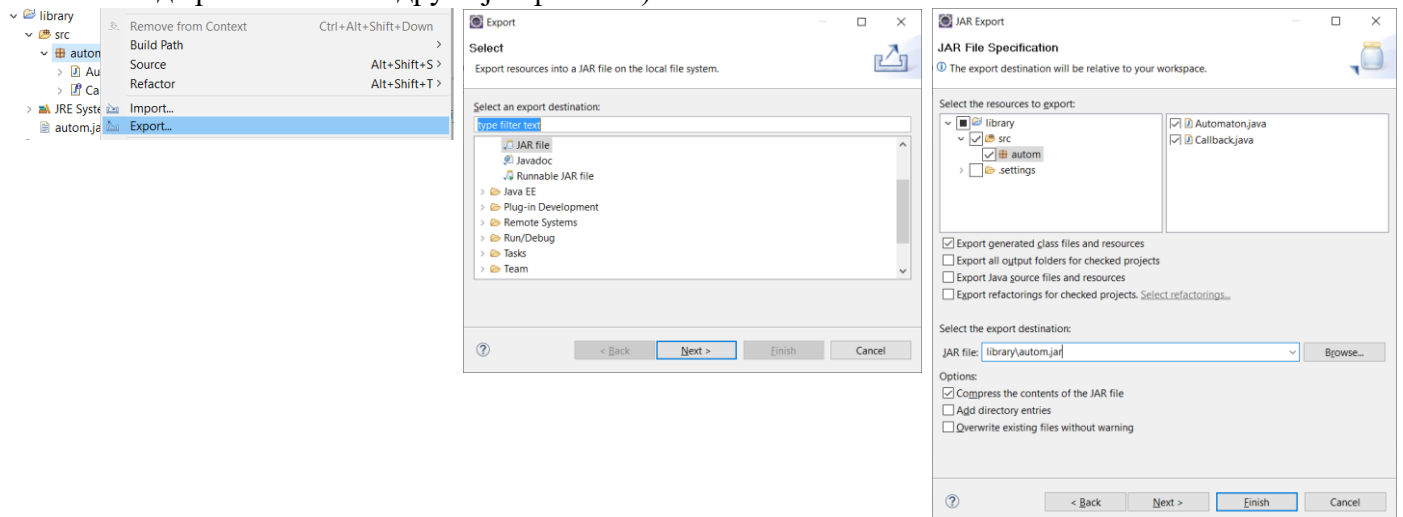 library
src
autom
Au
Ca
JRE Syste
autom.ja
Remove from Context Ctrl+Alt+Shift+Down
Build Path >
Source Alt+Shift+S >
Refactor Alt+Shift+T >
Import...
Export...
Export
Select
Export resources into a JAR file on the local file system.
Select an export destination:
type filter text
JAR file
Javadoc
Runnable JAR file
> Java EE
> Plug-in Development
> Remote Systems
> Run/Debug
> Tasks
> Team
? < Back Next > Finish Cancel
JAR Export
JAR File Specification
The export destination will be relative to your workspace.
Select the resources to export:
library
src
autom
> .settings
Automaton.java
Callback.java
Export generated class files and resources
Export all output folders for checked projects
Export Java source files and resources
Export refactorings for checked projects. Select refactorings...
Select the export destination:
JAR file: library\autom.jar Browse...
Options:
Compress the contents of the JAR file
Add directory entries
Overwrite existing files without warning
? < Back Next > Finish Cancel